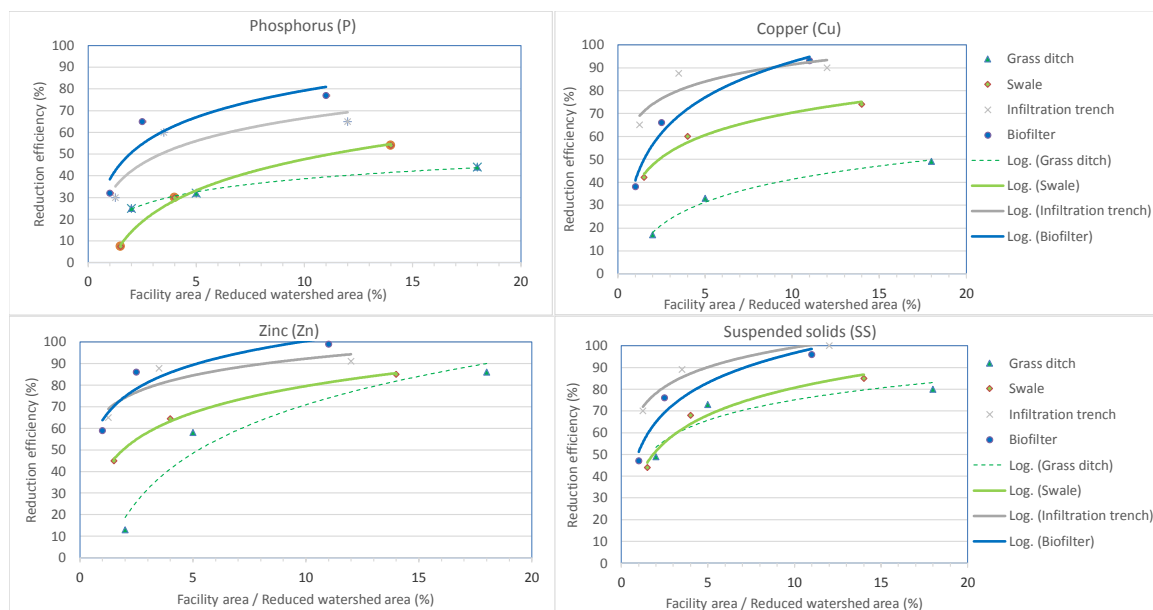 Phosphorus (P)
Reduction efficiency (%)
100
90
80
70
60
50
40
30
20
10
0
0 5 10 15 20
Facility area / Reduced watershed area (%)
Copper (Cu)
Reduction efficiency (%)
100
90
80
70
60
50
40
30
20
10
0
0 5 10 15 20
Facility area / Reduced watershed area (%)
Grass ditch
Swale
Infiltration trench
Biofilter
Log. (Grass ditch)
Log. (Swale)
Log. (Infiltration trench)
Log. (Biofilter)
Zinc (Zn)
Reduction efficiency (%)
100
90
80
70
60
50
40
30
20
10
0
0 5 10 15 20
Facility area / Reduced watershed area (%)
Suspended solids (SS)
Reduction efficiency (%)
100
90
80
70
60
50
40
30
20
10
0
0 5 10 15 20
Facility area / Reduced watershed area (%)
Grass ditch
Swale
Infiltration trench
Biofilter
Log. (Grass ditch)
Log. (Swale)
Log. (Infiltration trench)
Log. (Biofilter)